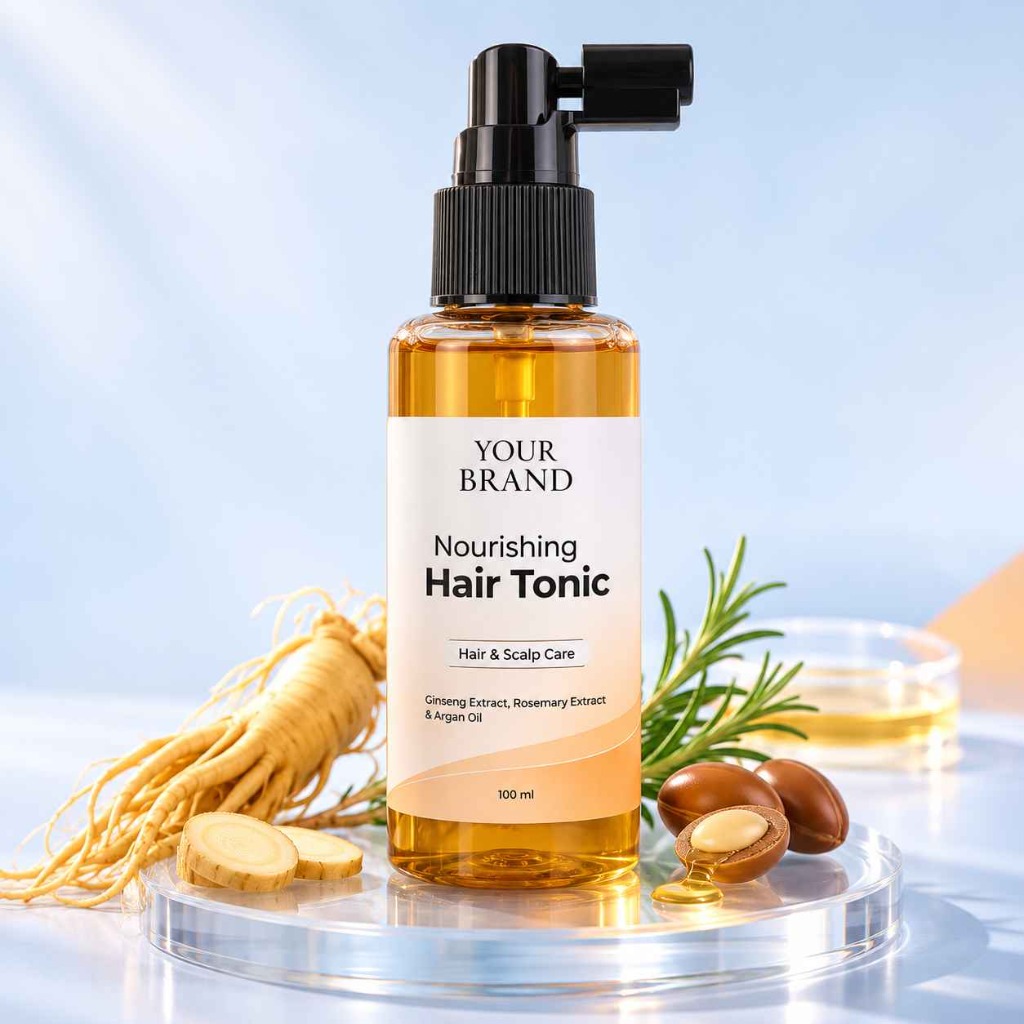 YOUR
BRAND
Nourishing
Hair Tonic
Hair & Scalp Care
Ginseng Extract, Rosemary Extract
& Argan Oil
100 ml